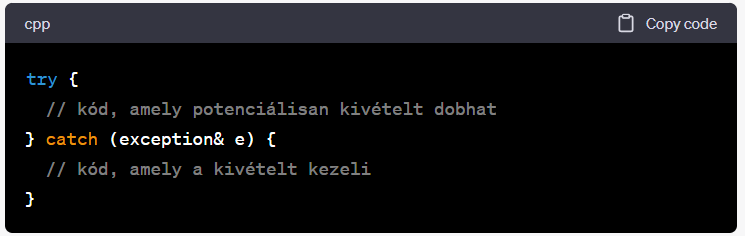 cpp Copy code
try {
// kód, amely potenciálisan kivételt dobhat
} catch (exception& e) {
// kód, amely a kivételt kezeli
}